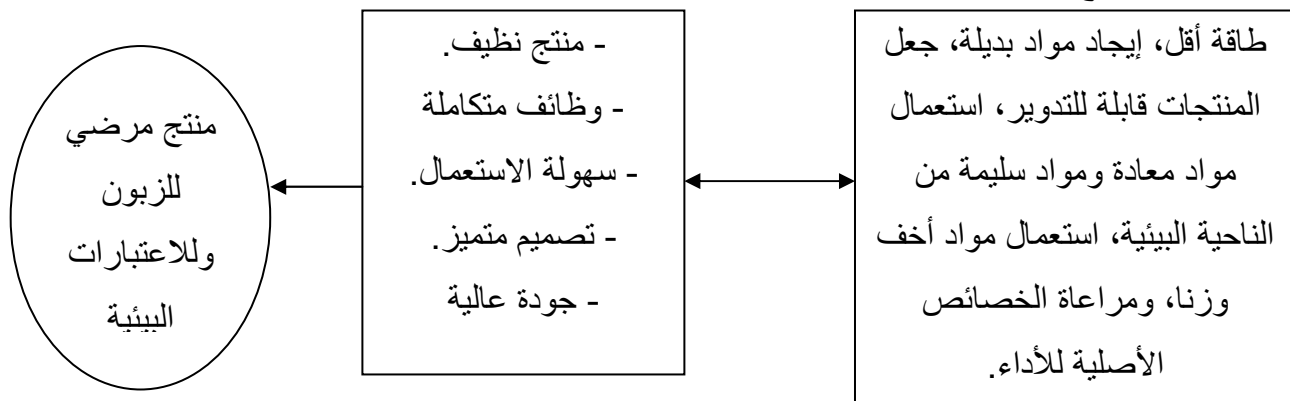 طاقة أقل، إيجاد مواد بديلة، جعل
المنتجات قابلة للتدوير، استعمال
مواد معادة ومواد سليمة من
الناحية البيئية، استعمال مواد أخف
وزنا، ومراعاة الخصائص
الأصلية للأداء.
- منتج نظيف.
- وظائف متكاملة
- سهولة الاستعمال.
- تصميم متميز.
- جودة عالية
منتج مرضي
للزبون
وللاعتبارات
البيئية